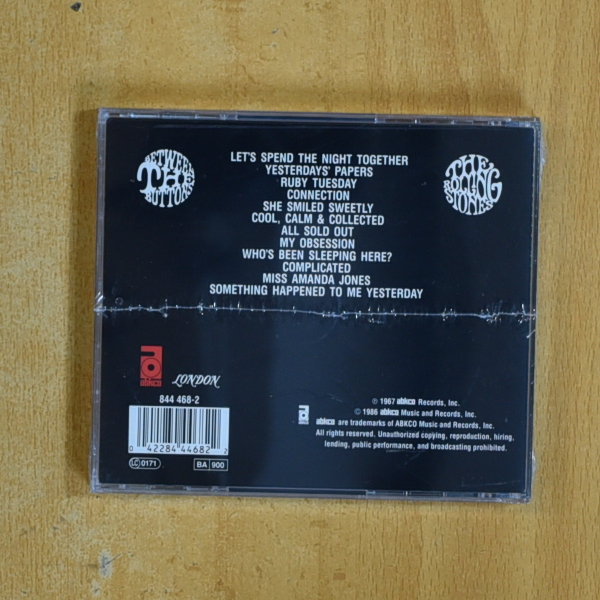 BETWEEN
THE
BUTTONS
THE
ROLLING
STONES
LET'S SPEND THE NIGHT TOGETHER
YESTERDAYS' PAPERS
RUBY TUESDAY
CONNECTION
SHE SMILED SWEETLY
COOL, CALM & COLLECTED
ALL SOLD OUT
MY OBSESSION
WHO'S BEEN SLEEPING HERE?
COMPLICATED
MISS AMANDA JONES
SOMETHING HAPPENED TO ME YESTERDAY
abkco
LONDON
844 468-2
0 42284 44682 2
LC 0171
BA 900
℗ 1967 abkco Records, Inc.
© 1986 abkco Music and Records, Inc.
abkco
abkco are trademarks of ABKCO Music and Records, Inc.
All rights reserved. Unauthorized copying, reproduction, hiring,
lending, public performance, and broadcasting prohibited.